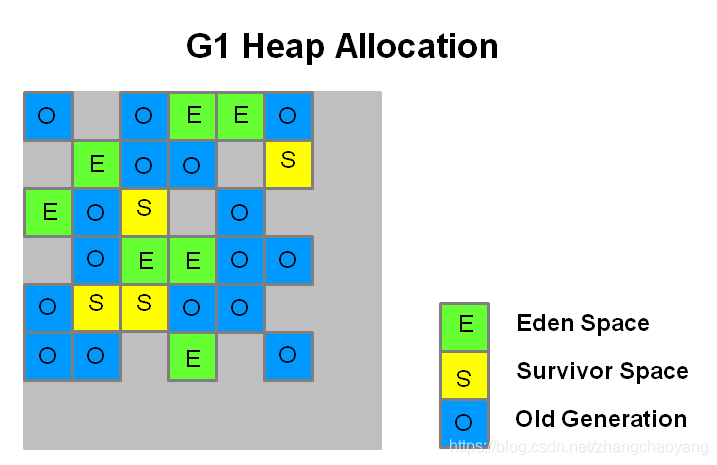 G1 Heap Allocation
O O E E O
E O O S
E O S O
O E E O O
O S S O O
O O E O
E Eden Space
S Survivor Space
O Old Generation
https://blog.csdn.net/zhangchaoyang